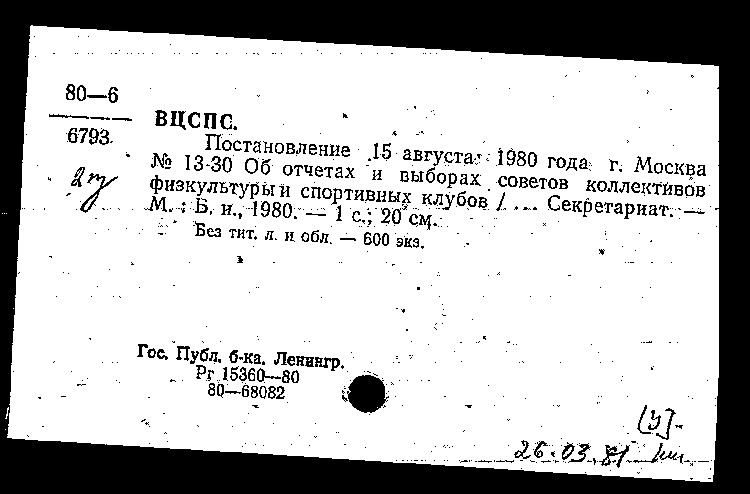 80—6
6793
ВЦСПС.
Постановление 15 августа 1980 года г. Москва
№ 13-30 Об отчетах и выборах советов коллективов
физкультуры и спортивных клубов / ... Секретариат. —
М. : Б. и., 1980. — 1 с.; 20 см.
Без тит. л. и обл. — 600 экз.
Гос. Публ. б-ка. Ленингр.
Рг 15360—80
80—68082
26.03.81